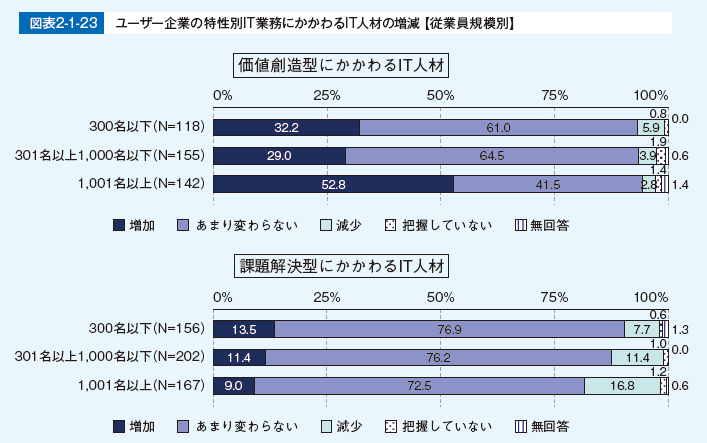 図表2-1-23 ユーザー企業の特性別IT業務にかかわるIT人材の増減【従業員規模別】
価値創造型にかかわるIT人材
0% 25% 50% 75% 100%
0.8 0.0
300名以下(N=118) 32.2 61.0 5.9
1.9
301名以上1,000名以下(N=155) 29.0 64.5 3.9 0.6
1.4
1,001名以上(N=142) 52.8 41.5 2.8 1.4
増加 あまり変わらない 減少 把握していない 無回答
課題解決型にかかわるIT人材
0% 25% 50% 75% 100%
0.6
300名以下(N=156) 13.5 76.9 7.7 1.3
1.0 0.0
301名以上1,000名以下(N=202) 11.4 76.2 11.4
1.2
1,001名以上(N=167) 9.0 72.5 16.8 0.6
増加 あまり変わらない 減少 把握していない 無回答